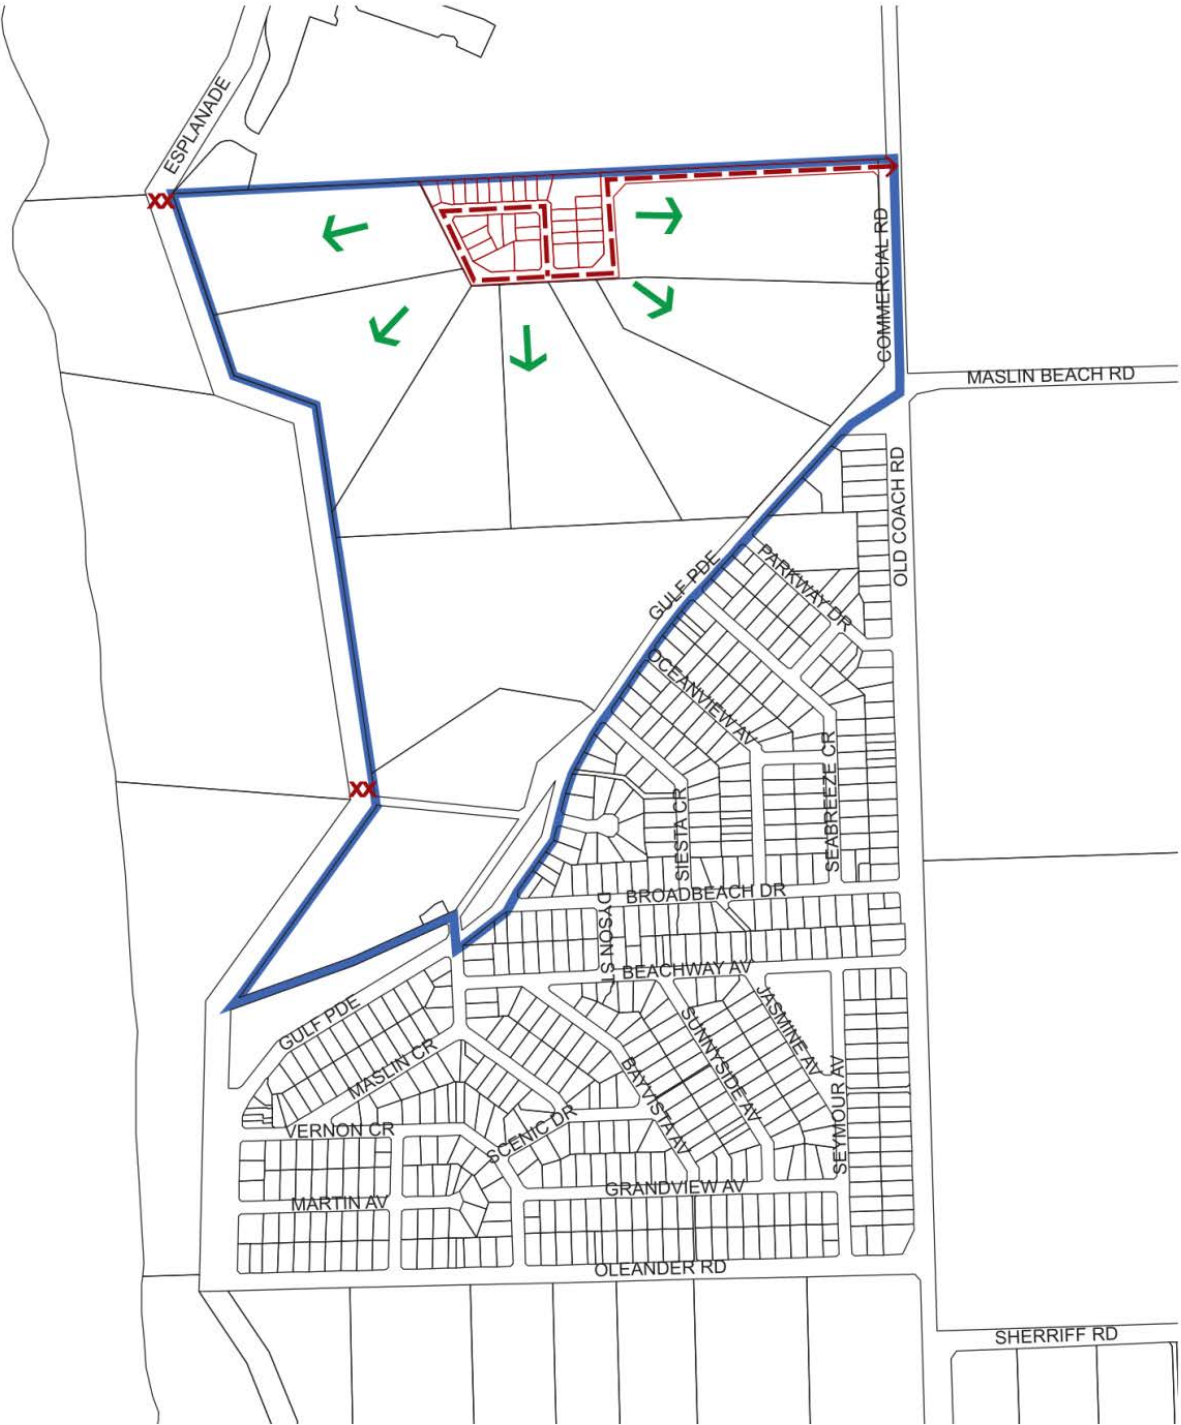 ESPLANADE
XX
COMMERCIAL RD
MASLIN BEACH RD
OLD COACH RD
GULF PDE
PARKWAY DR
OCEANVIEW AV
SEABREEZE CR
XX
SIESTA CR
BROADBEACH DR
DYSON ST
BEACHWAY AV
GULF PDE
JASMINE AV
SUNNYSIDE AV
MASLIN CR
BAYVISTA AV
SEYMOUR AV
VERNON CR
SCENIC DR
GRANDVIEW AV
MARTIN AV
OLEANDER RD
SHERRIFF RD